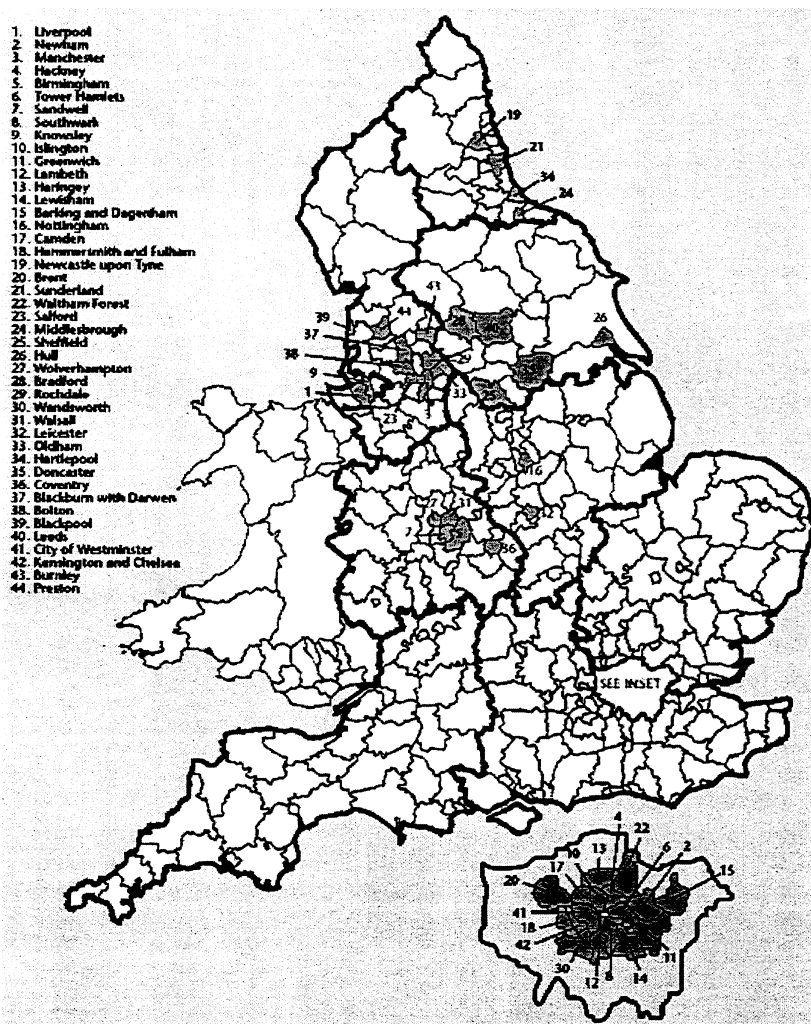 1. Liverpool
2 Newham
3. Manchester
4. Hackney
5. Birmingham
6. Tower Hamlets
7. Sandwell
8. Southwark
9. Knowsley
10. Islington
11. Greenwich
12. Lambeth
13. Haringey
14. Lewisham
15 Barking and Dagenham
16. Nottingham
17. Camden
18. Hammersmith and Fulham
19. Newcastle upon Tyne
20. Brent
21. Sunderland
22. Waltham Forest
23. Salford
24. Middlesbrough
25. Sheffield
26. Hull
27. Wolverhampton
28. Bradford
29. Rochdale
30. Wandsworth
31. Walsall
32. Leicester
33. Oldham
34. Hartlepool
35. Doncaster
36. Coventry
37. Blackburn with Darwen
38. Bolton
39. Blackpool
40. Leeds
41. City of Westminster
42. Kensington and Chelsea
43. Burnley
44. Preston
19
21
34
24
43
39
44
37
28
26
38
29
9
1
33
23
16
31
36
SEE INSET
4
22
13
6
2
17
15
20
41
18
42
11
30
12
8
14